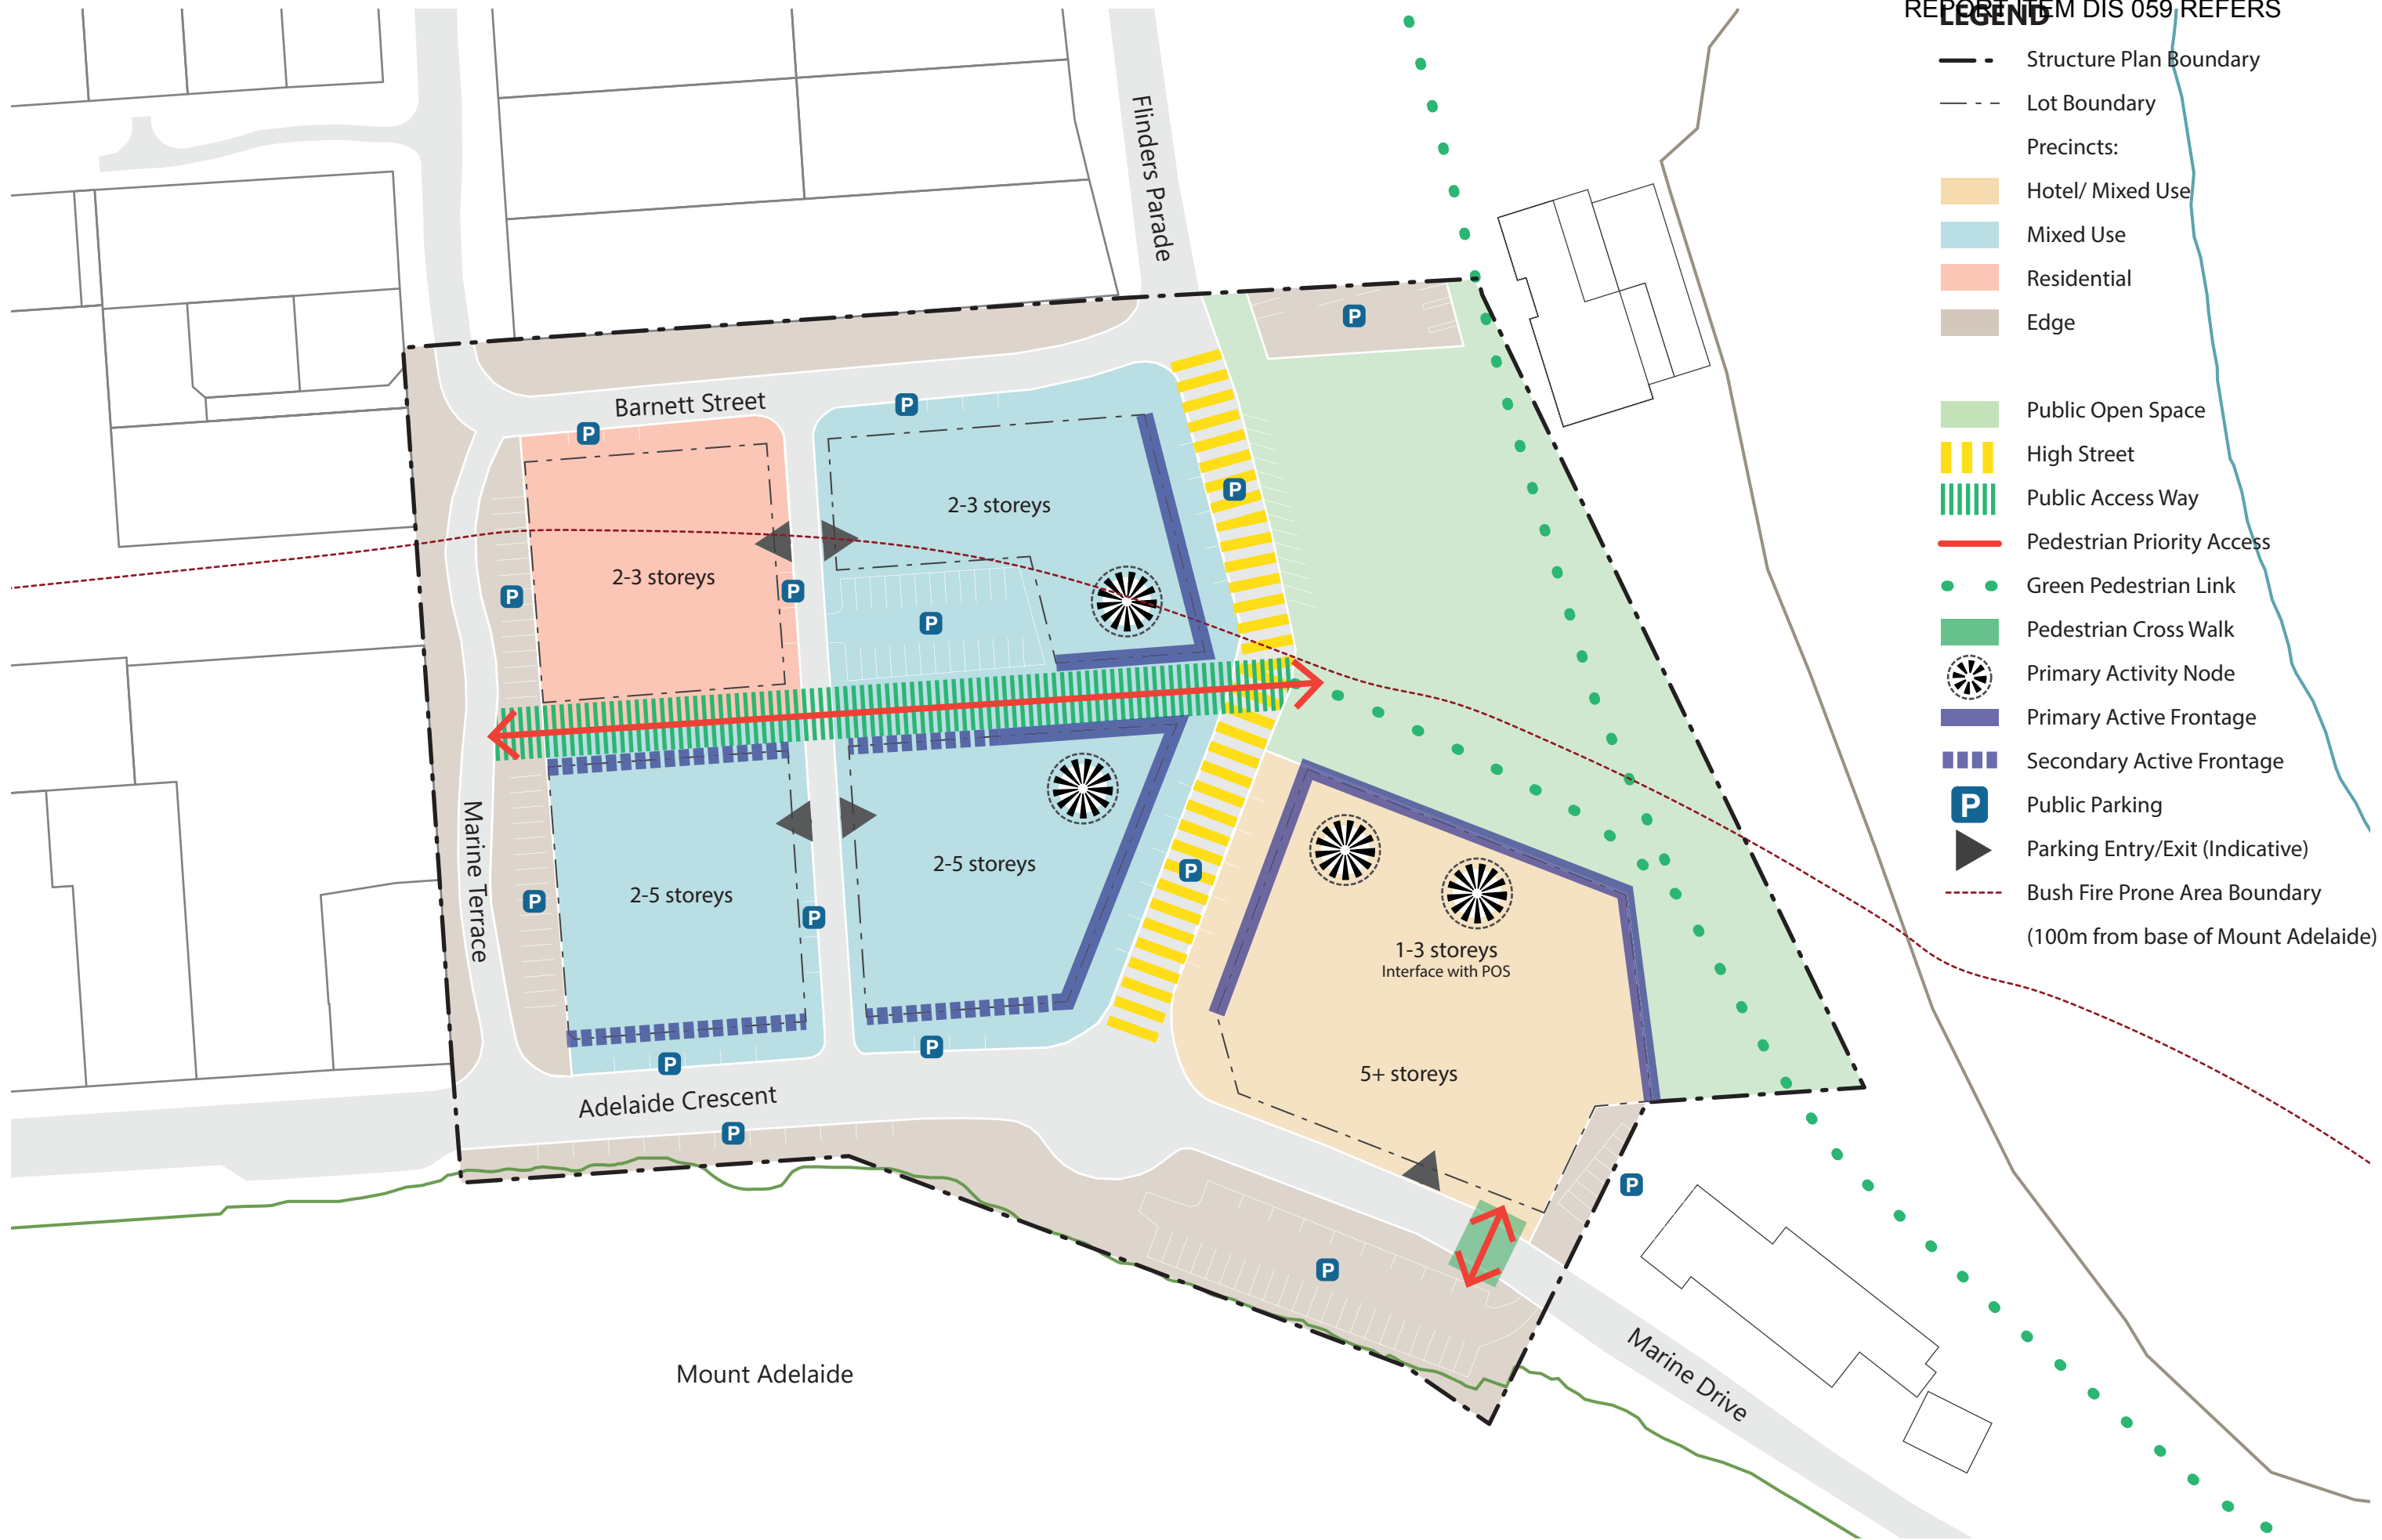 REPORT ITEM DIS 059 REFERS
LEGEND
Structure Plan Boundary
Lot Boundary
Precincts:
Hotel/ Mixed Use
Mixed Use
Residential
Edge
Public Open Space
High Street
Public Access Way
Pedestrian Priority Access
Green Pedestrian Link
Pedestrian Cross Walk
Primary Activity Node
Primary Active Frontage
Secondary Active Frontage
P Public Parking
Parking Entry/Exit (Indicative)
Bush Fire Prone Area Boundary
(100m from base of Mount Adelaide)
Flinders Parade
P
Barnett Street
P
P
2-3 storeys
P
2-3 storeys
P
P
P
Marine Terrace
2-5 storeys
P
2-5 storeys
P
P
1-3 storeys
Interface with POS
P
P
5+ storeys
Adelaide Crescent
P
P
P
Mount Adelaide
Marine Drive